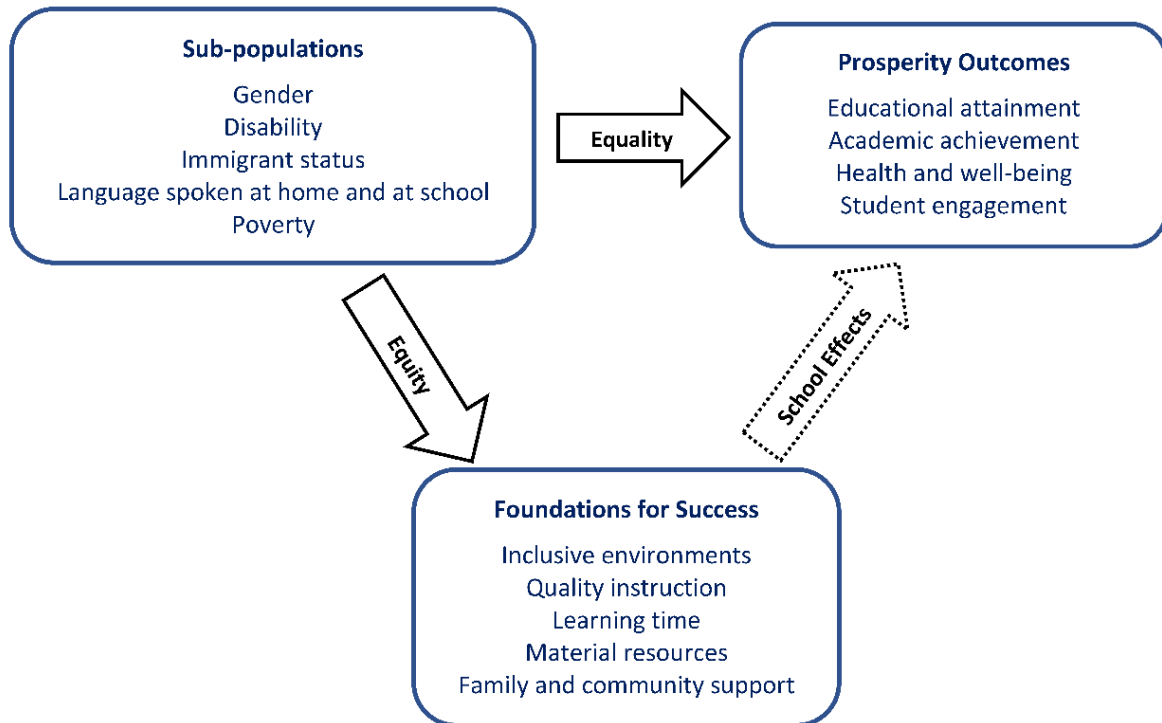 Sub-populations
Gender
Disability
Immigrant status
Language spoken at home and at school
Poverty
Equality
Prosperity Outcomes
Educational attainment
Academic achievement
Health and well-being
Student engagement
Equity
School Effects
Foundations for Success
Inclusive environments
Quality instruction
Learning time
Material resources
Family and community support